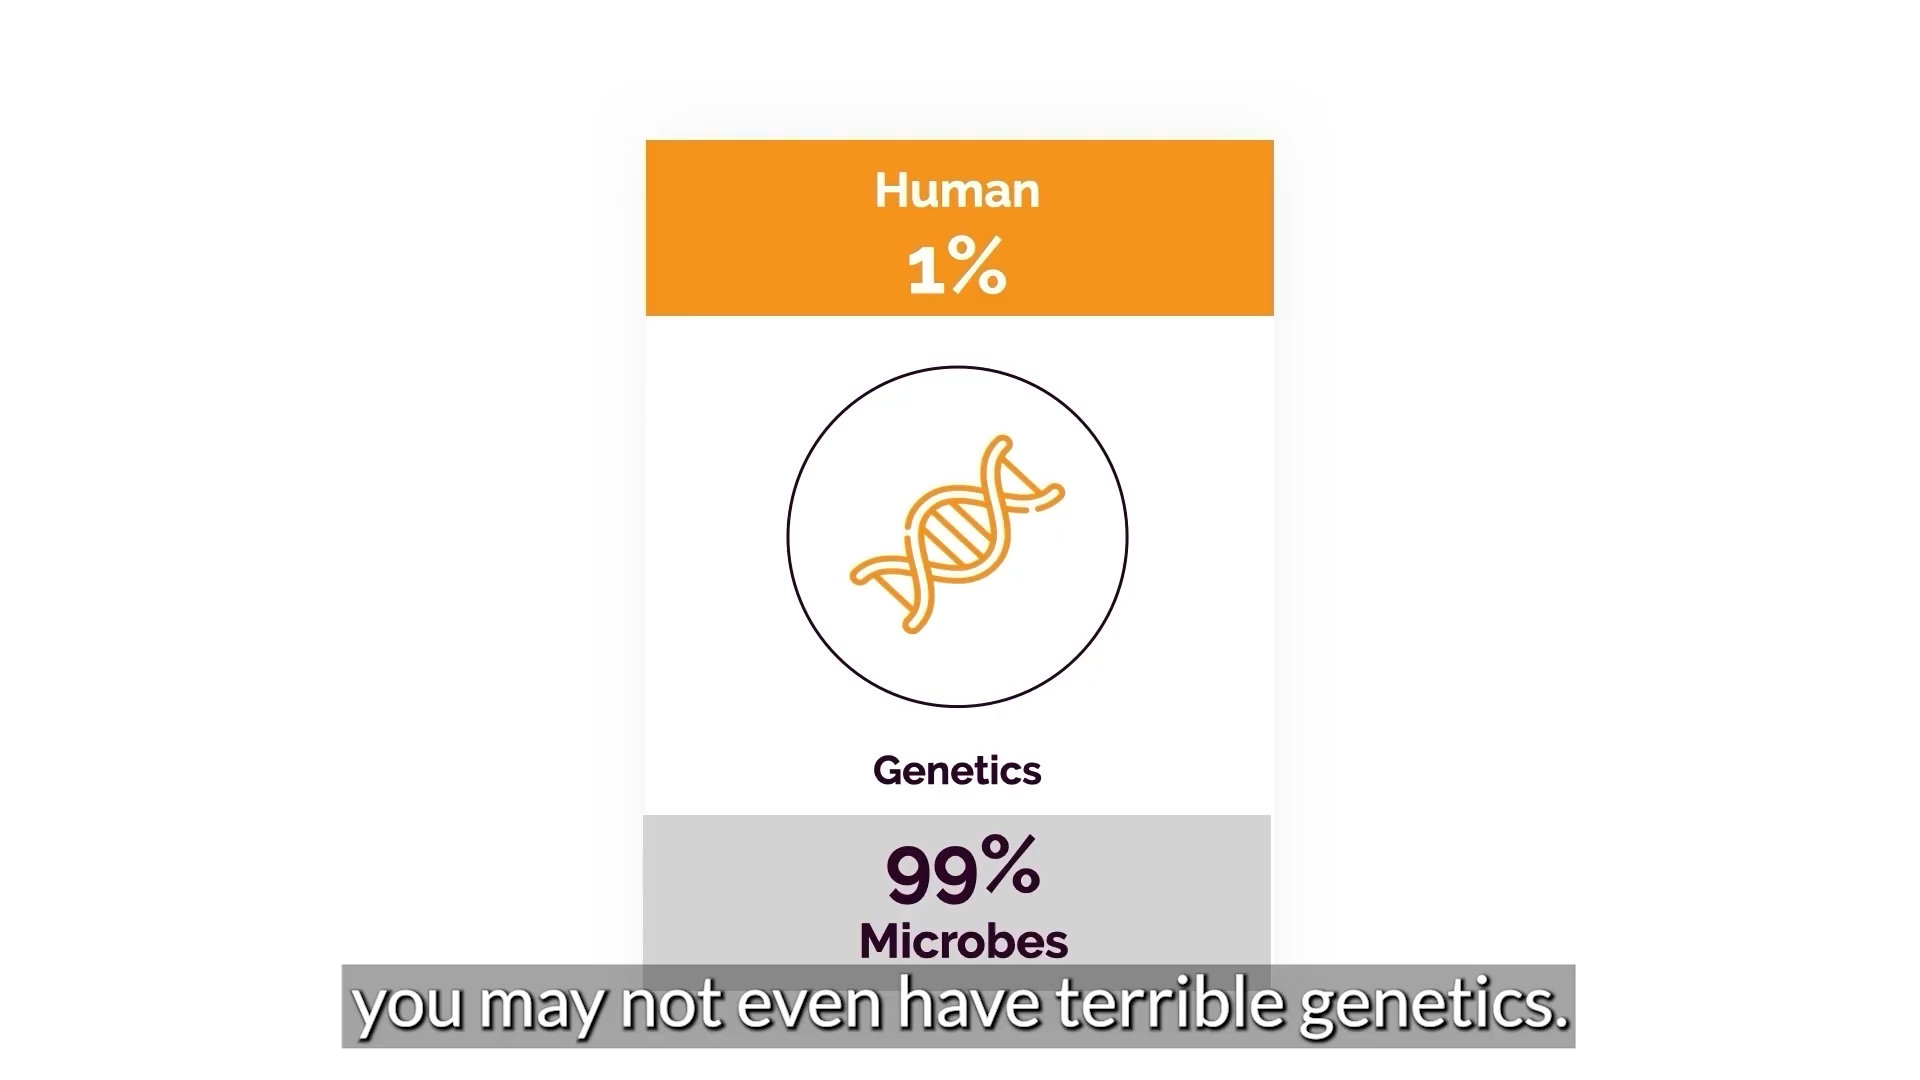 Human
1%
Genetics
99%
Microbes
you may not even have terrible genetics.